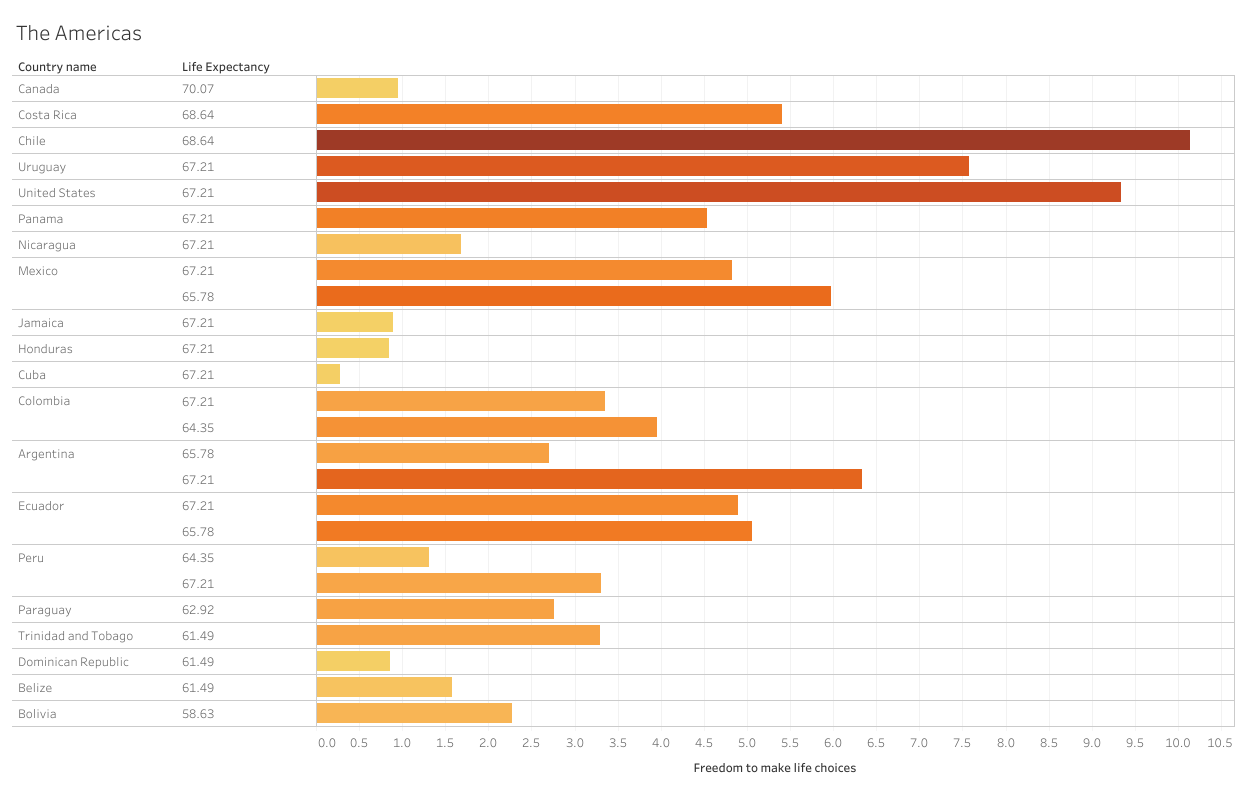 The Americas
Country name Life Expectancy
Canada 70.07
Costa Rica 68.64
Chile 68.64
Uruguay 67.21
United States 67.21
Panama 67.21
Nicaragua 67.21
Mexico 67.21
65.78
Jamaica 67.21
Honduras 67.21
Cuba 67.21
Colombia 67.21
64.35
Argentina 65.78
67.21
Ecuador 67.21
65.78
Peru 64.35
67.21
Paraguay 62.92
Trinidad and Tobago 61.49
Dominican Republic 61.49
Belize 61.49
Bolivia 58.63
0.0 0.5 1.0 1.5 2.0 2.5 3.0 3.5 4.0 4.5 5.0 5.5 6.0 6.5 7.0 7.5 8.0 8.5 9.0 9.5 10.0 10.5
Freedom to make life choices